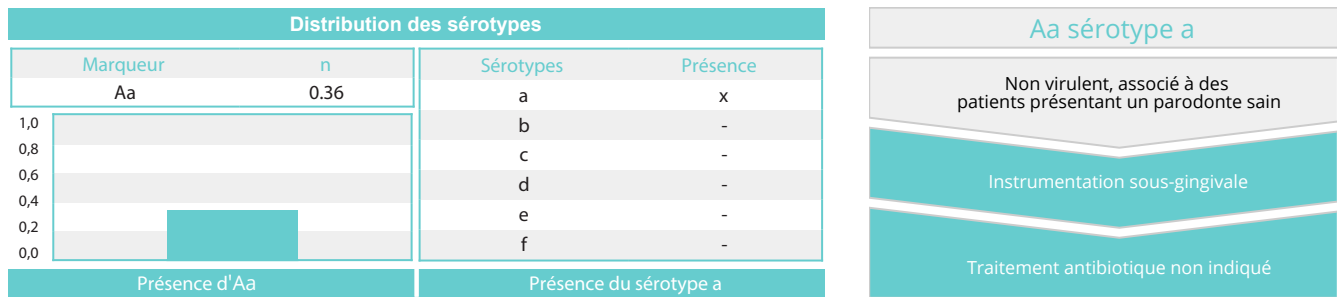 Distribution des sérotypes
Marqueur n
Aa 0.36
1,0
0,8
0,6
0,4
0,2
0,0
Présence d'Aa
Sérotypes Présence
a x
b -
c -
d -
e -
f -
Présence du sérotype a
Aa sérotype a
Non virulent, associé à des
patients présentant un parodonte sain
Instrumentation sous-gingivale
Traitement antibiotique non indiqué